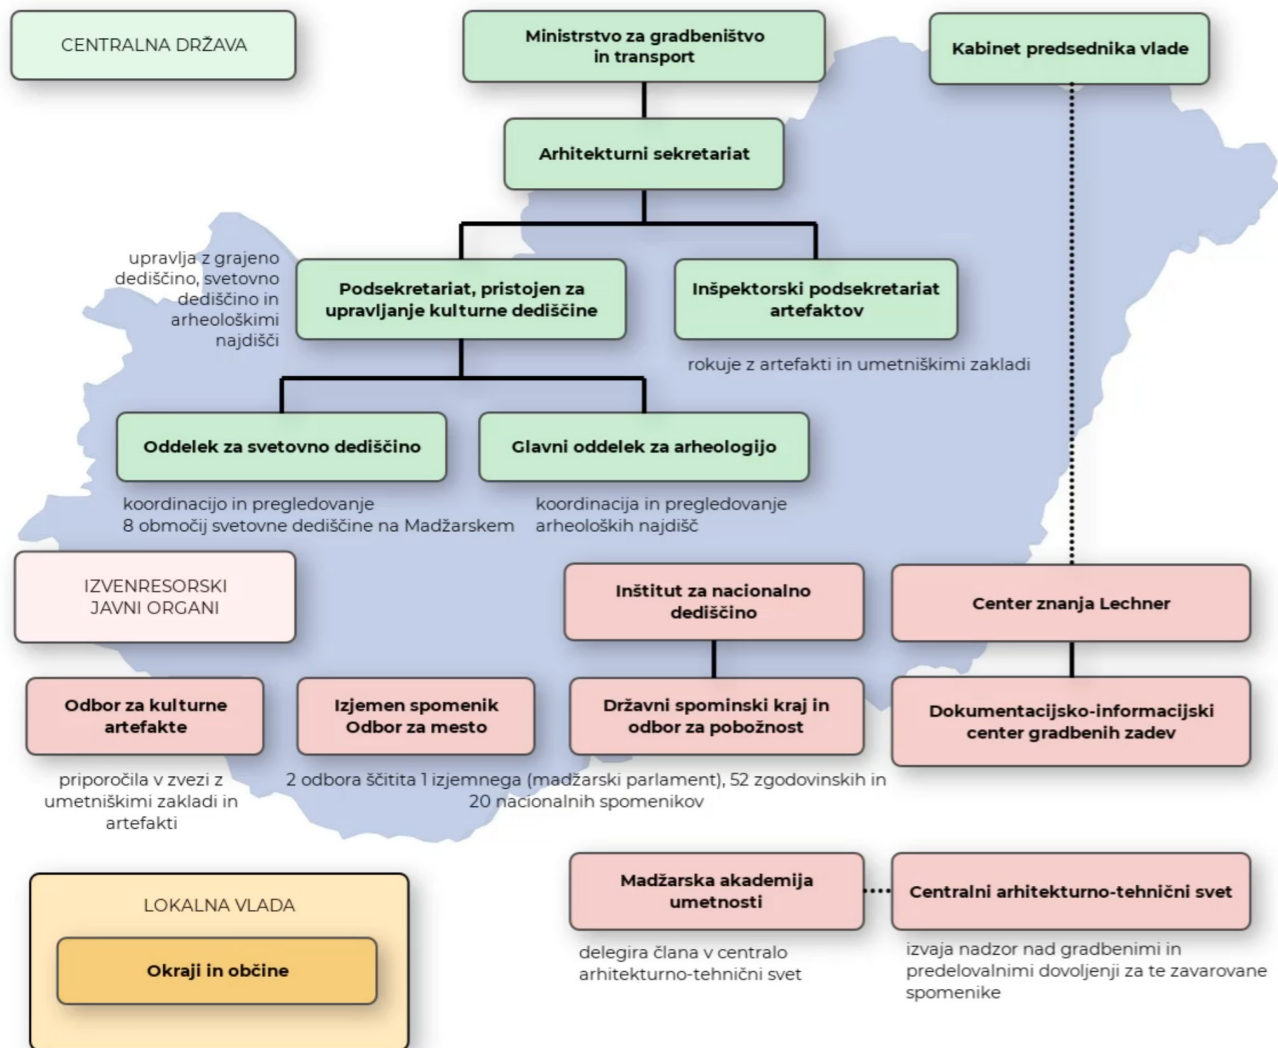 CENTRALNA DRŽAVA
Ministrstvo za gradbeništvo
in transport
Kabinet predsednika vlade
Arhitekturni sekretariat
upravlja z grajeno
dediščino, svetovno
dediščino in
arheološkimi
najdišči
Podsekretariat, pristojen za
upravljanje kulturne dediščine
Inšpektorski podsekretariat
artefaktov
rokuje z artefakti in umetniškimi zakladi
Oddelek za svetovno dediščino
Glavni oddelek za arheologijo
koordinacijo in pregledovanje
8 območij svetovne dediščine na Madžarskem
koordinacija in pregledovanje
arheoloških najdišč
IZVENRESORSKI
JAVNI ORGANI
Inštitut za nacionalno
dediščino
Center znanja Lechner
Odbor za kulturne
artefakte
Izjemen spomenik
Odbor za mesto
Državni spominski kraj in
odbor za pobožnost
Dokumentacijsko-informacijski
center gradbenih zadev
priporočila v zvezi z
umetniškimi zakladi in
artefakti
2 odbora ščitita 1 izjemnega (madžarski parlament), 52 zgodovinskih in
20 nacionalnih spomenikov
Madžarska akademija
umetnosti
Centralni arhitekturno-tehnični svet
delegira člana v centralo
arhitekturno-tehnični svet
izvaja nadzor nad gradbenimi in
predelovalnimi dovoljenji za te zavarovane
spomenike
LOKALNA VLADA
Okraji in občine